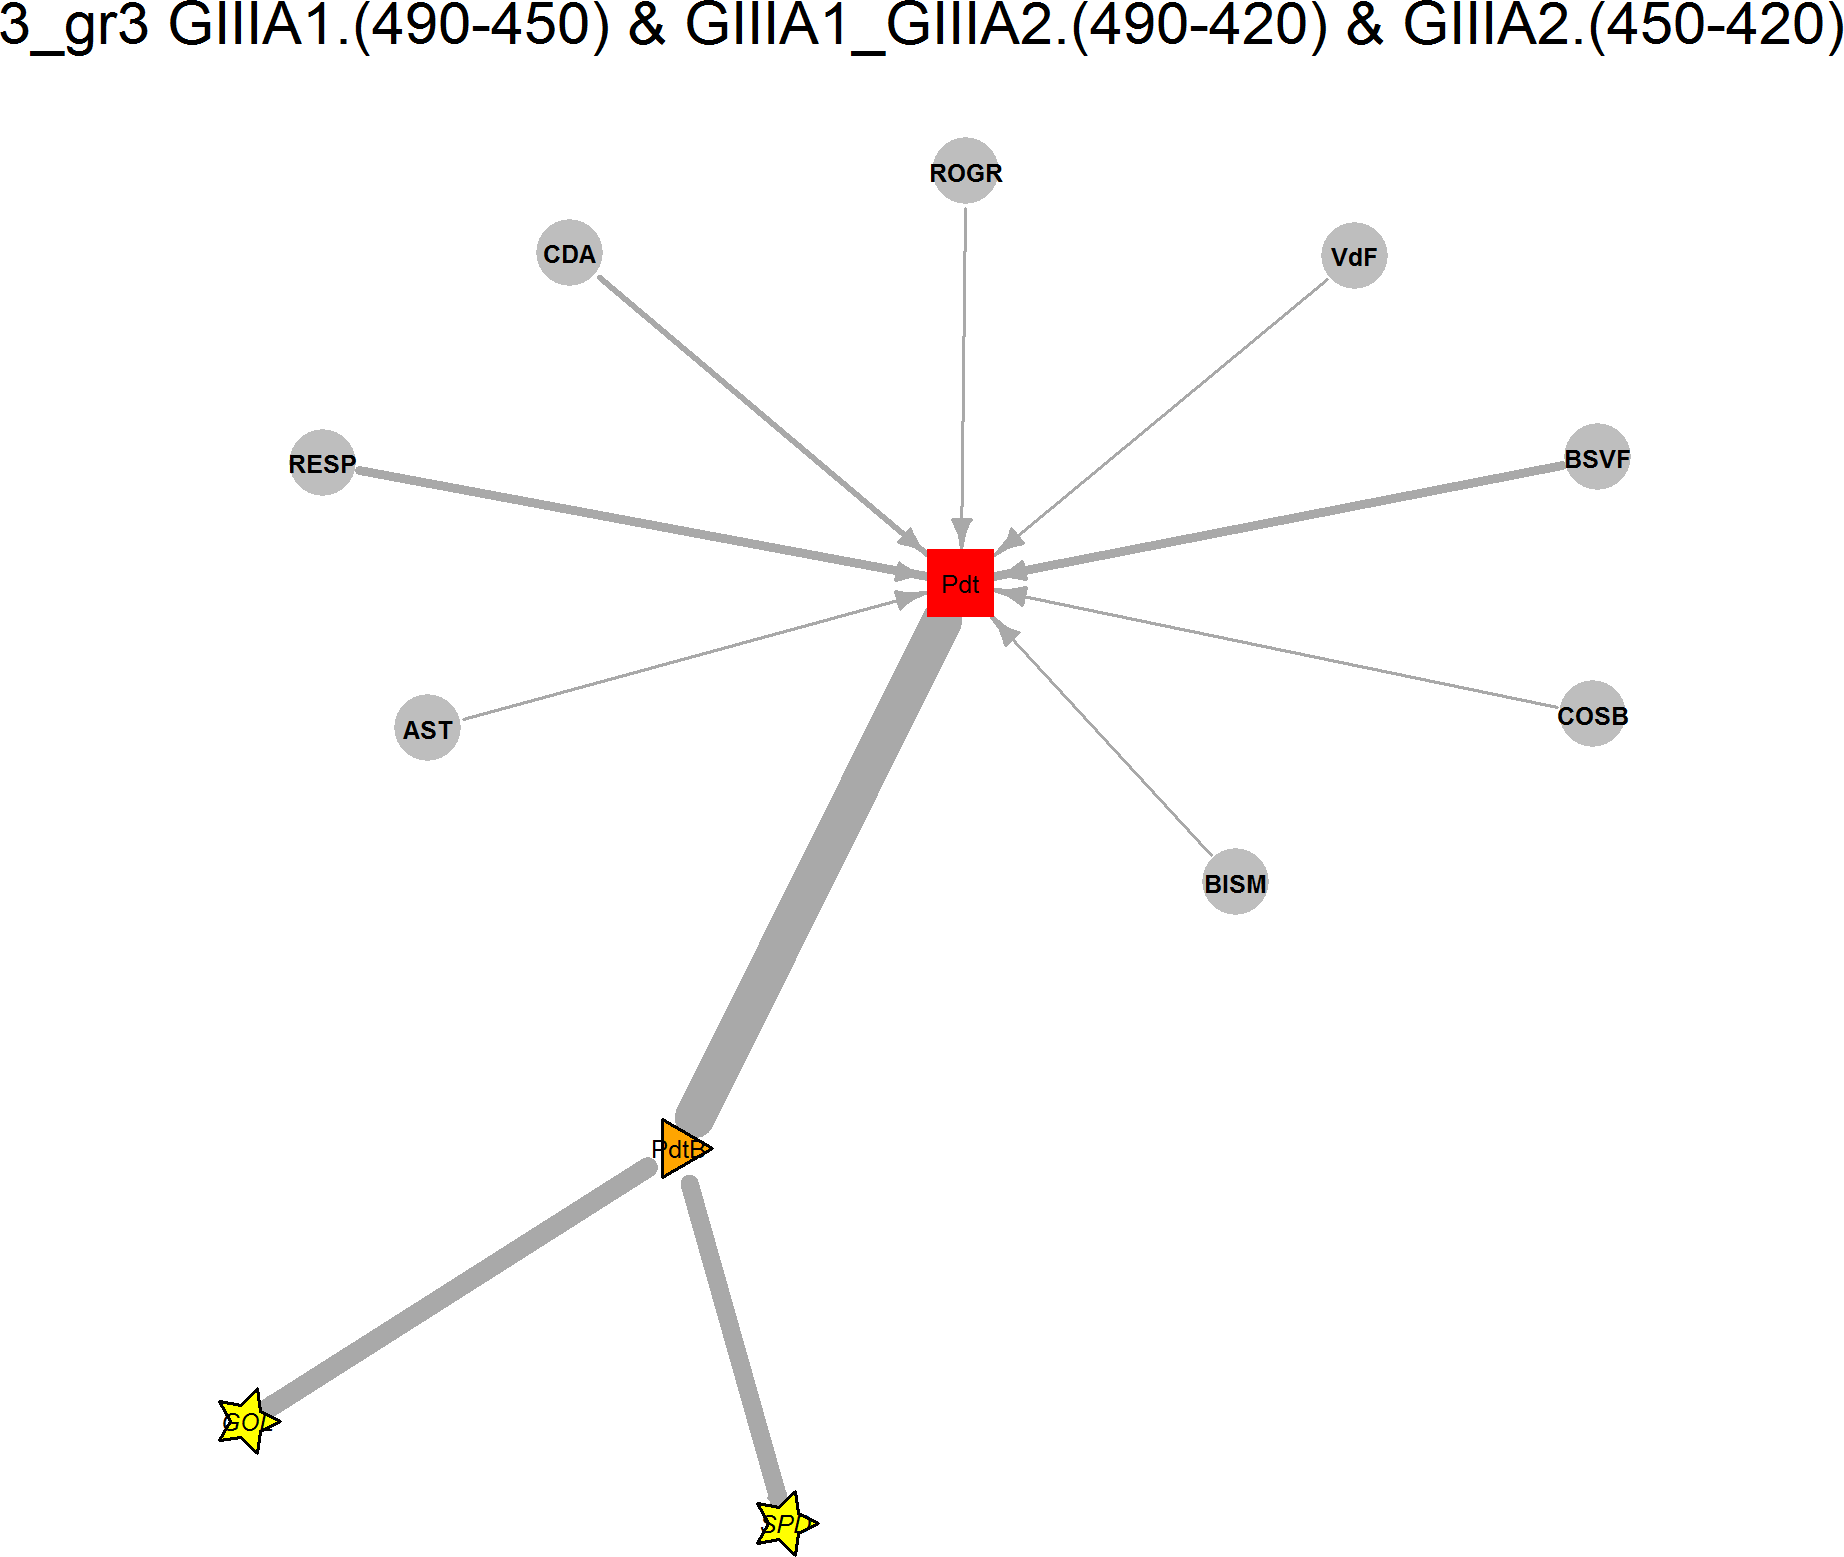 3_gr3 GIIIA1.(490-450) & GIIIA1_GIIIA2.(490-420) & GIIIA2.(450-420)
ROGR
CDA
VdF
RESP
BSVF
Pdt
AST
COSB
BISM
PdtB
GOL